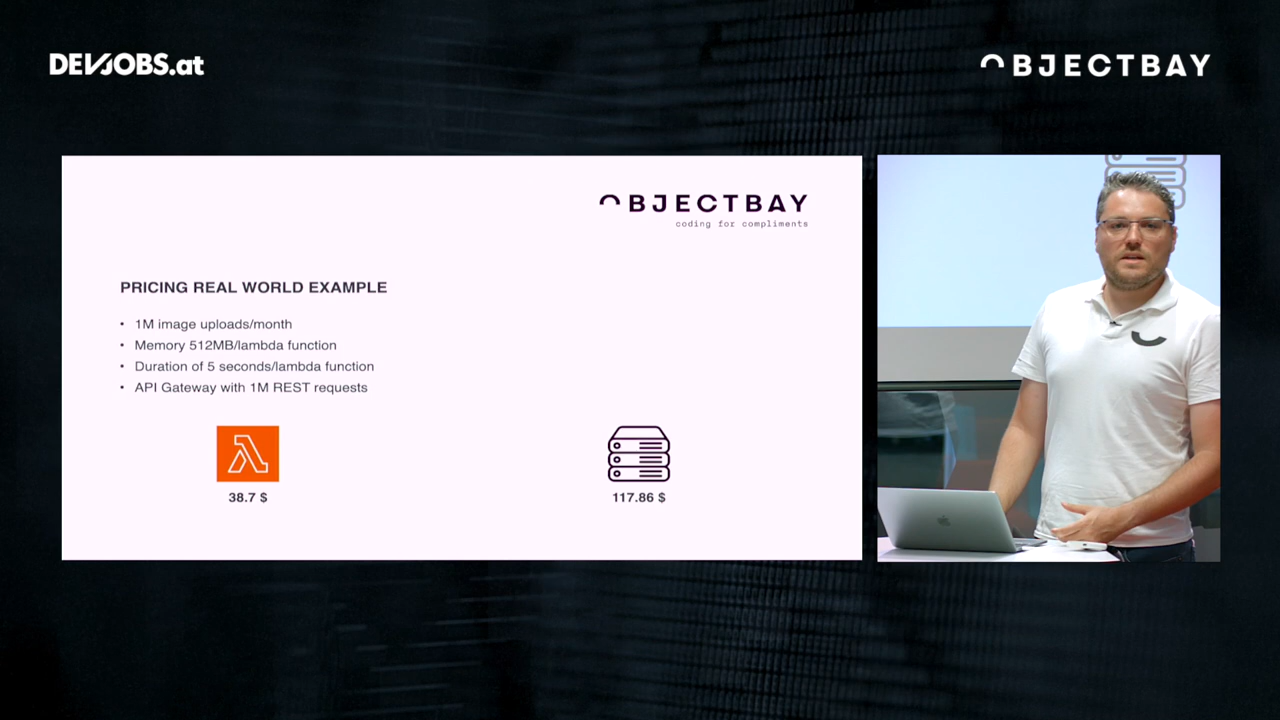 DEVJOBS.at
OBJECTBAY
OBJECTBAY
coding for compliments
PRICING REAL WORLD EXAMPLE
• 1M image uploads/month
• Memory 512MB/lambda function
• Duration of 5 seconds/lambda function
• API Gateway with 1M REST requests
38.7 $
117.86 $